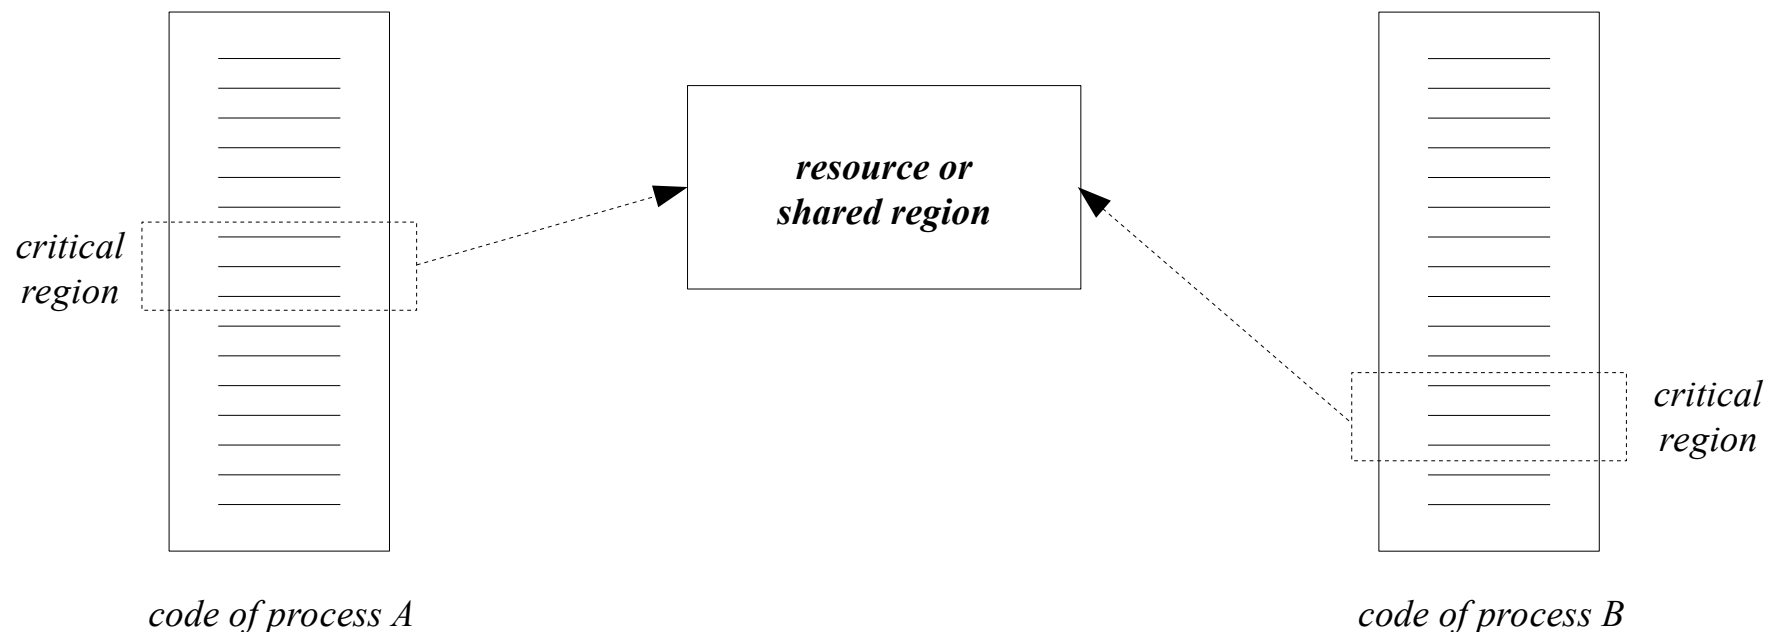 resource or
shared region
critical
region
critical
region
code of process A
code of process B